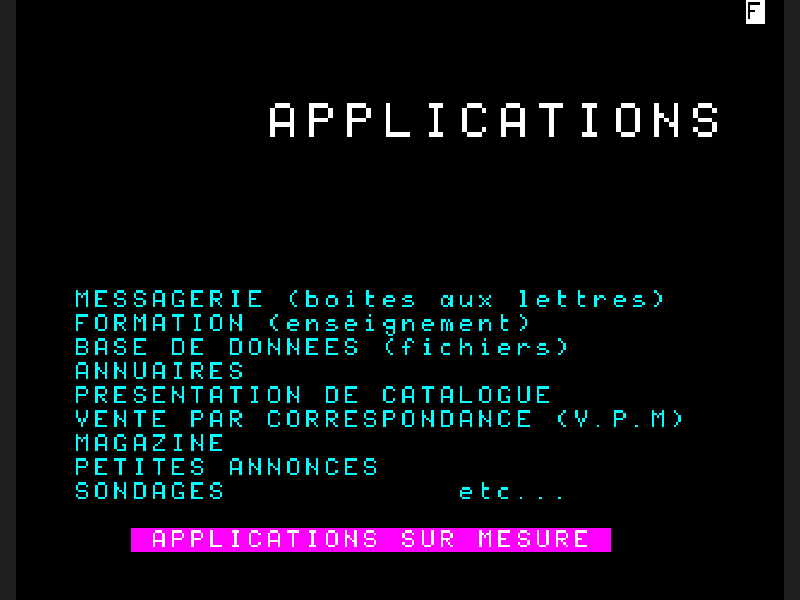 F
APPLICATIONS
MESSAGERIE (boites aux lettres)
FORMATION (enseignement)
BASE DE DONNEES (fichiers)
ANNUAIRES
PRESENTATION DE CATALOGUE
VENTE PAR CORRESPONDANCE (V.P.M)
MAGAZINE
PETITES ANNONCES
SONDAGES etc...
APPLICATIONS SUR MESURE